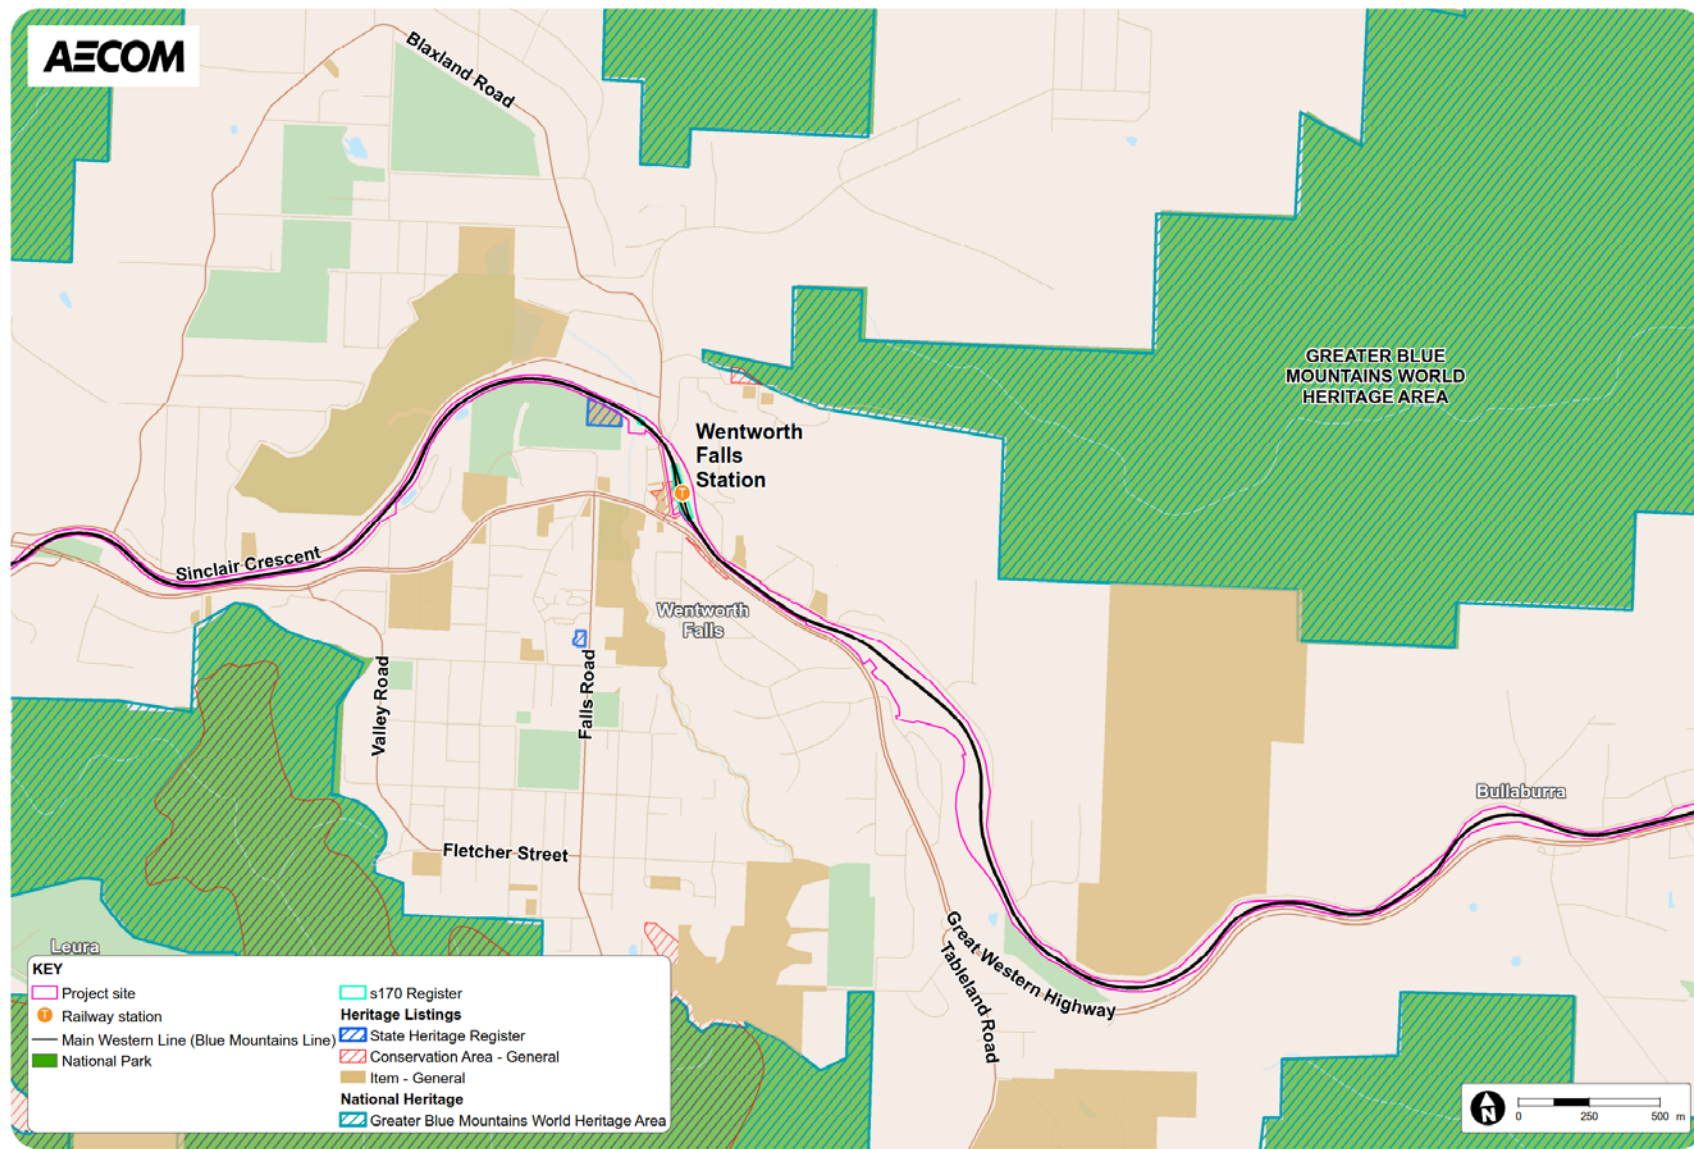 AECOM
Blaxland Road
GREATER BLUE
MOUNTAINS WORLD
HERITAGE AREA
Wentworth
Falls
Station
T
Sinclair Crescent
Wentworth
Falls
Valley Road
Falls Road
Bullaburra
Fletcher Street
Great Western Highway
Tableland Road
Leura
KEY
Project site
T Railway station
Main Western Line (Blue Mountains Line)
National Park
s170 Register
Heritage Listings
State Heritage Register
Conservation Area - General
Item - General
National Heritage
Greater Blue Mountains World Heritage Area
N
0 250 500 m